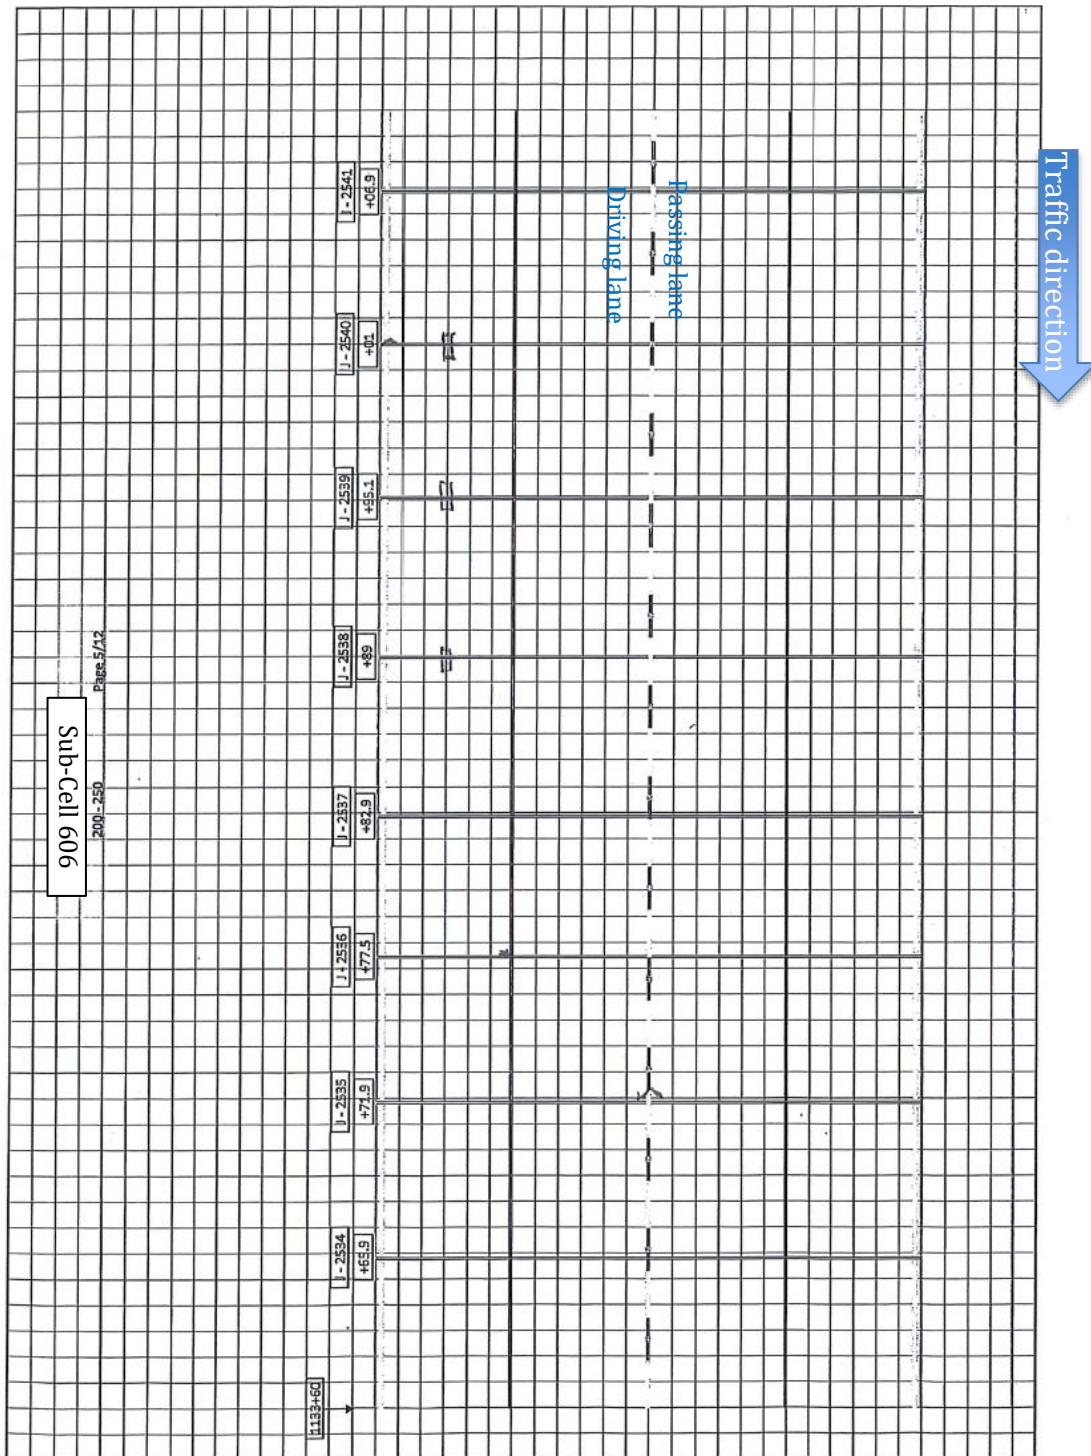 Traffic direction
Passing lane
Driving lane
J - 2541
+06.9
J - 2540
+01
J - 2539
+95.1
J - 2538
+89
J - 2537
+82.9
J - 2536
+77.5
J - 2535
+71.9
J - 2534
+65.9
1133+60
Page 5/12
200 - 250
Sub-Cell 606